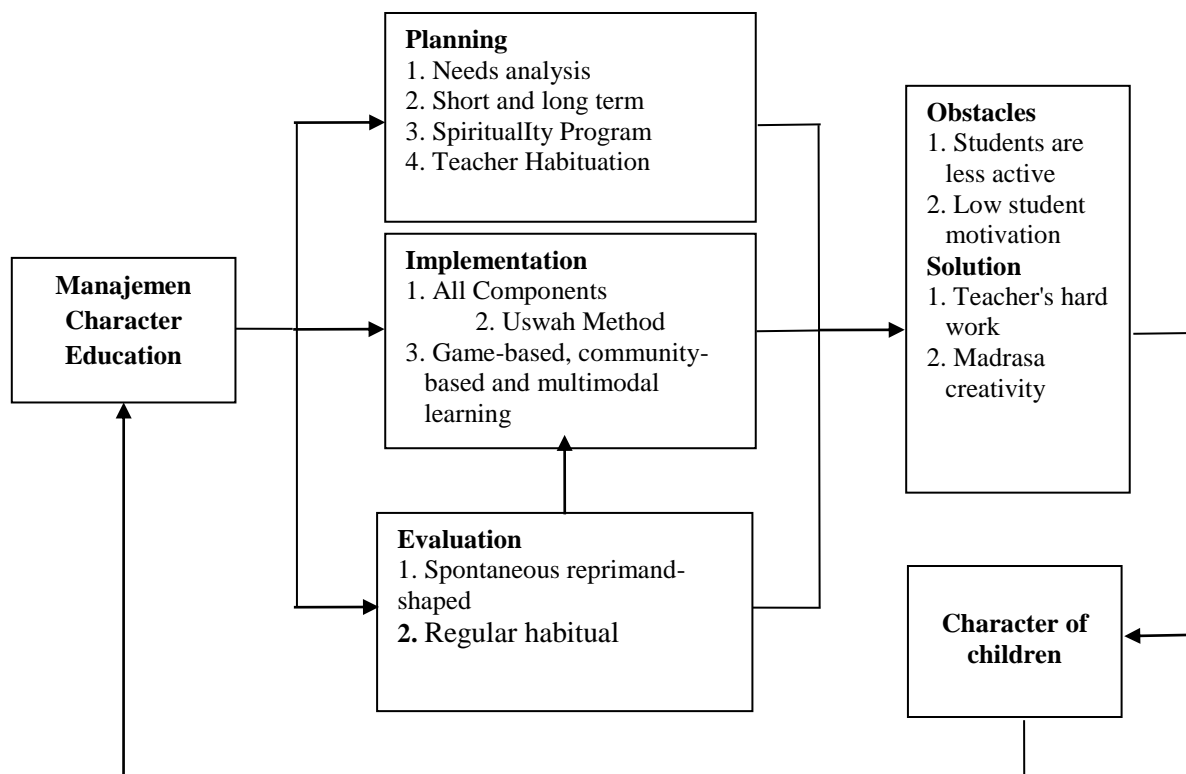 Manajemen
Character
Education
Planning
1. Needs analysis
2. Short and long term
3. SpiritualIty Program
4. Teacher Habituation
Implementation
1. All Components
2. Uswah Method
3. Game-based, community-
based and multimodal
learning
Evaluation
1. Spontaneous reprimand-
shaped
2. Regular habitual
Obstacles
1. Students are
less active
2. Low student
motivation
Solution
1. Teacher's hard
work
2. Madrasa
creativity
Character of
children